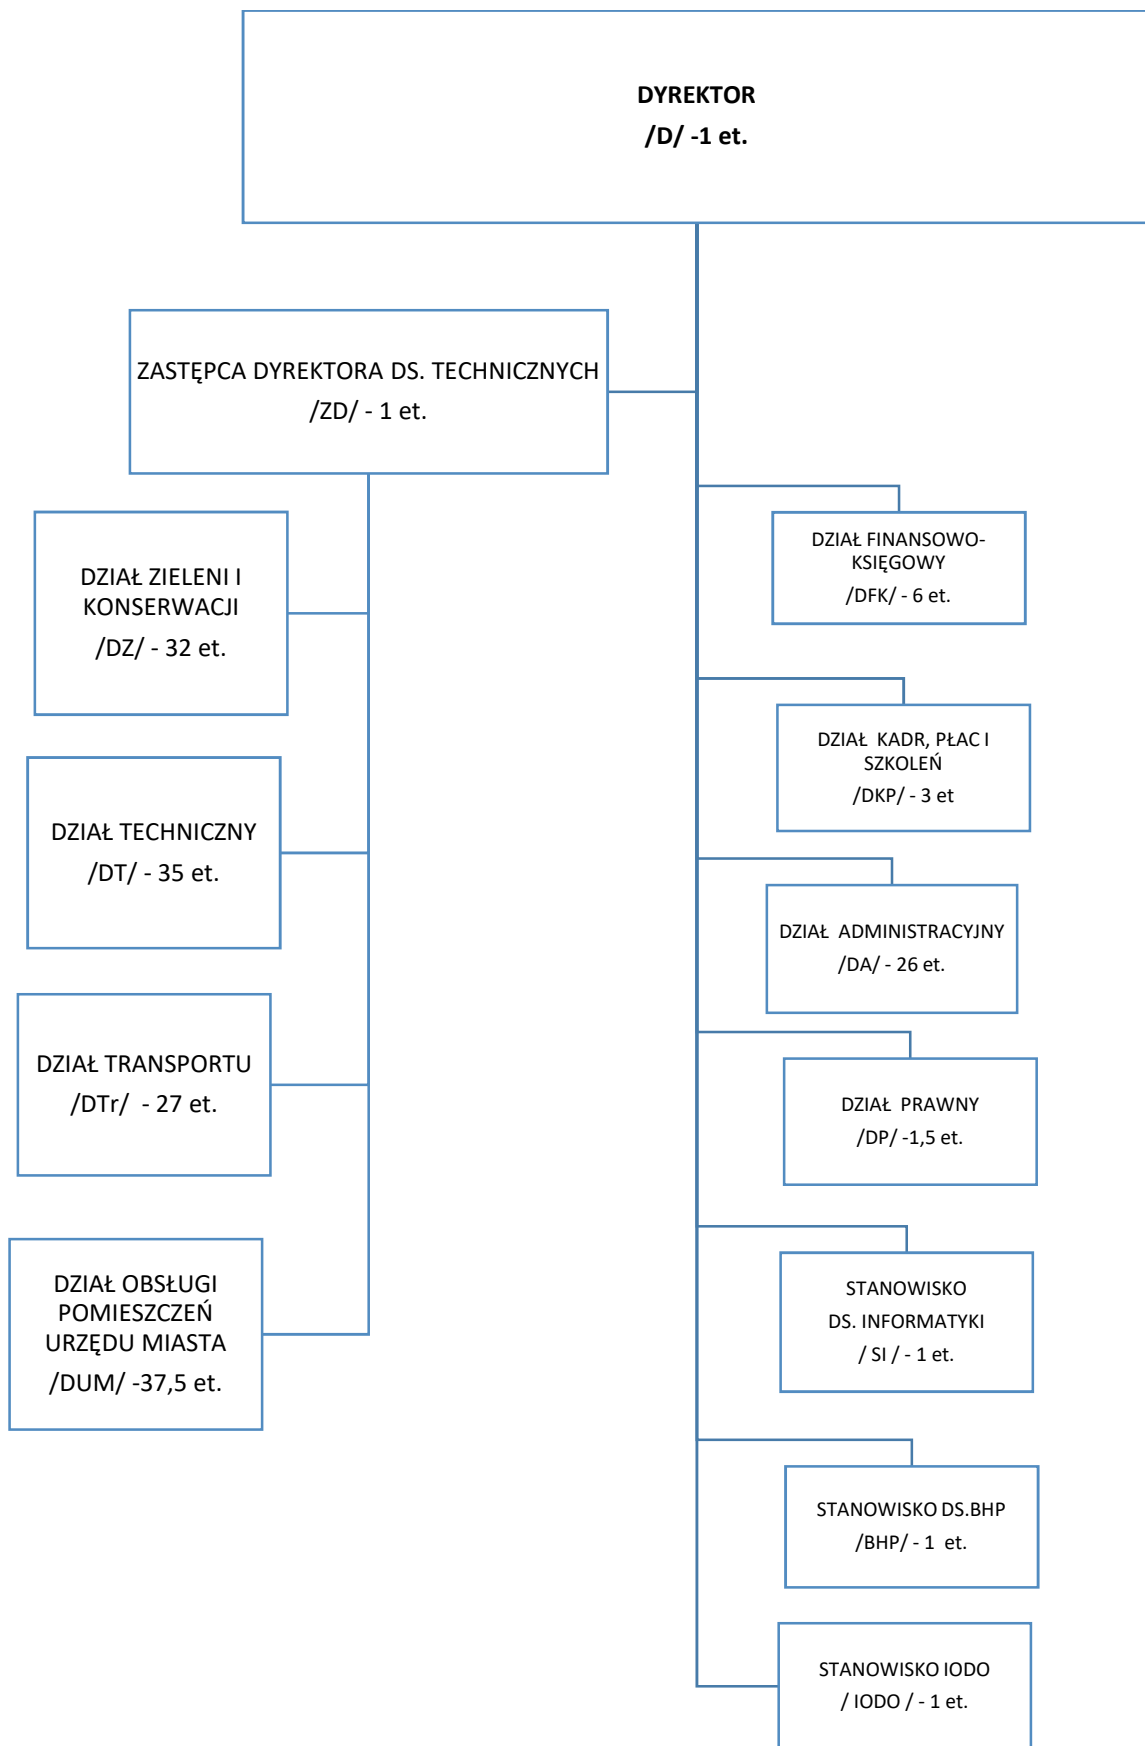 DYREKTOR
/D/ -1 et.
ZASTĘPCA DYREKTORA DS. TECHNICZNYCH
/ZD/ - 1 et.
DZIAŁ ZIELENI I
KONSERWACJI
/DZ/ - 32 et.
DZIAŁ TECHNICZNY
/DT/ - 35 et.
DZIAŁ TRANSPORTU
/DTr/  - 27 et.
DZIAŁ OBSŁUGI
POMIESZCZEŃ
URZĘDU MIASTA
/DUM/ -37,5 et.
DZIAŁ FINANSOWO-
KSIĘGOWY
/DFK/ - 6 et.
DZIAŁ  KADR, PŁAC I
SZKOLEŃ
/DKP/ - 3 et
DZIAŁ  ADMINISTRACYJNY
/DA/ - 26 et.
DZIAŁ  PRAWNY
/DP/ -1,5 et.
STANOWISKO
DS. INFORMATYKI
/ SI / - 1 et.
STANOWISKO DS.BHP
/BHP/ - 1  et.
STANOWISKO IODO
/ IODO / - 1 et.